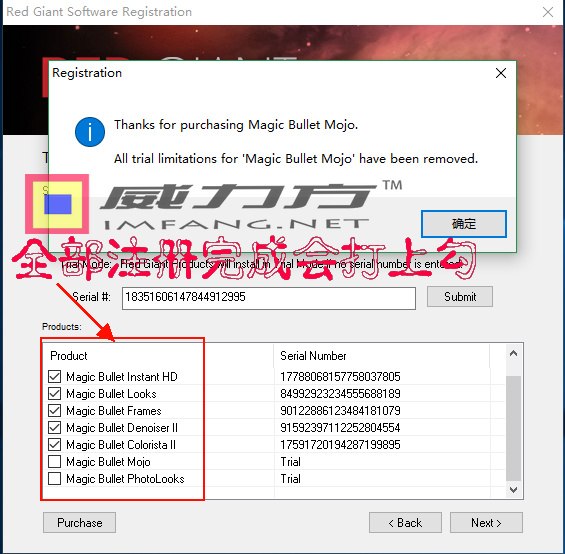 Red Giant Software Registration
Registration
Thanks for purchasing Magic Bullet Mojo.
All trial limitations for 'Magic Bullet Mojo' have been removed.
威力方™
IMFANG.NET
确定
全部注册完成会打上勾
Red Giant Products will install in Trial Mode if no serial number is entered
Serial #: 18351606147844912995 Submit
Products:
Product Serial Number
Magic Bullet Instant HD 17788068157758037805
Magic Bullet Looks 84992923234555688189
Magic Bullet Frames 90122886123484181079
Magic Bullet Denoiser II 91592397112252804554
Magic Bullet Colorista II 17591720194287199895
Magic Bullet Mojo Trial
Magic Bullet PhotoLooks Trial
Purchase < Back Next >